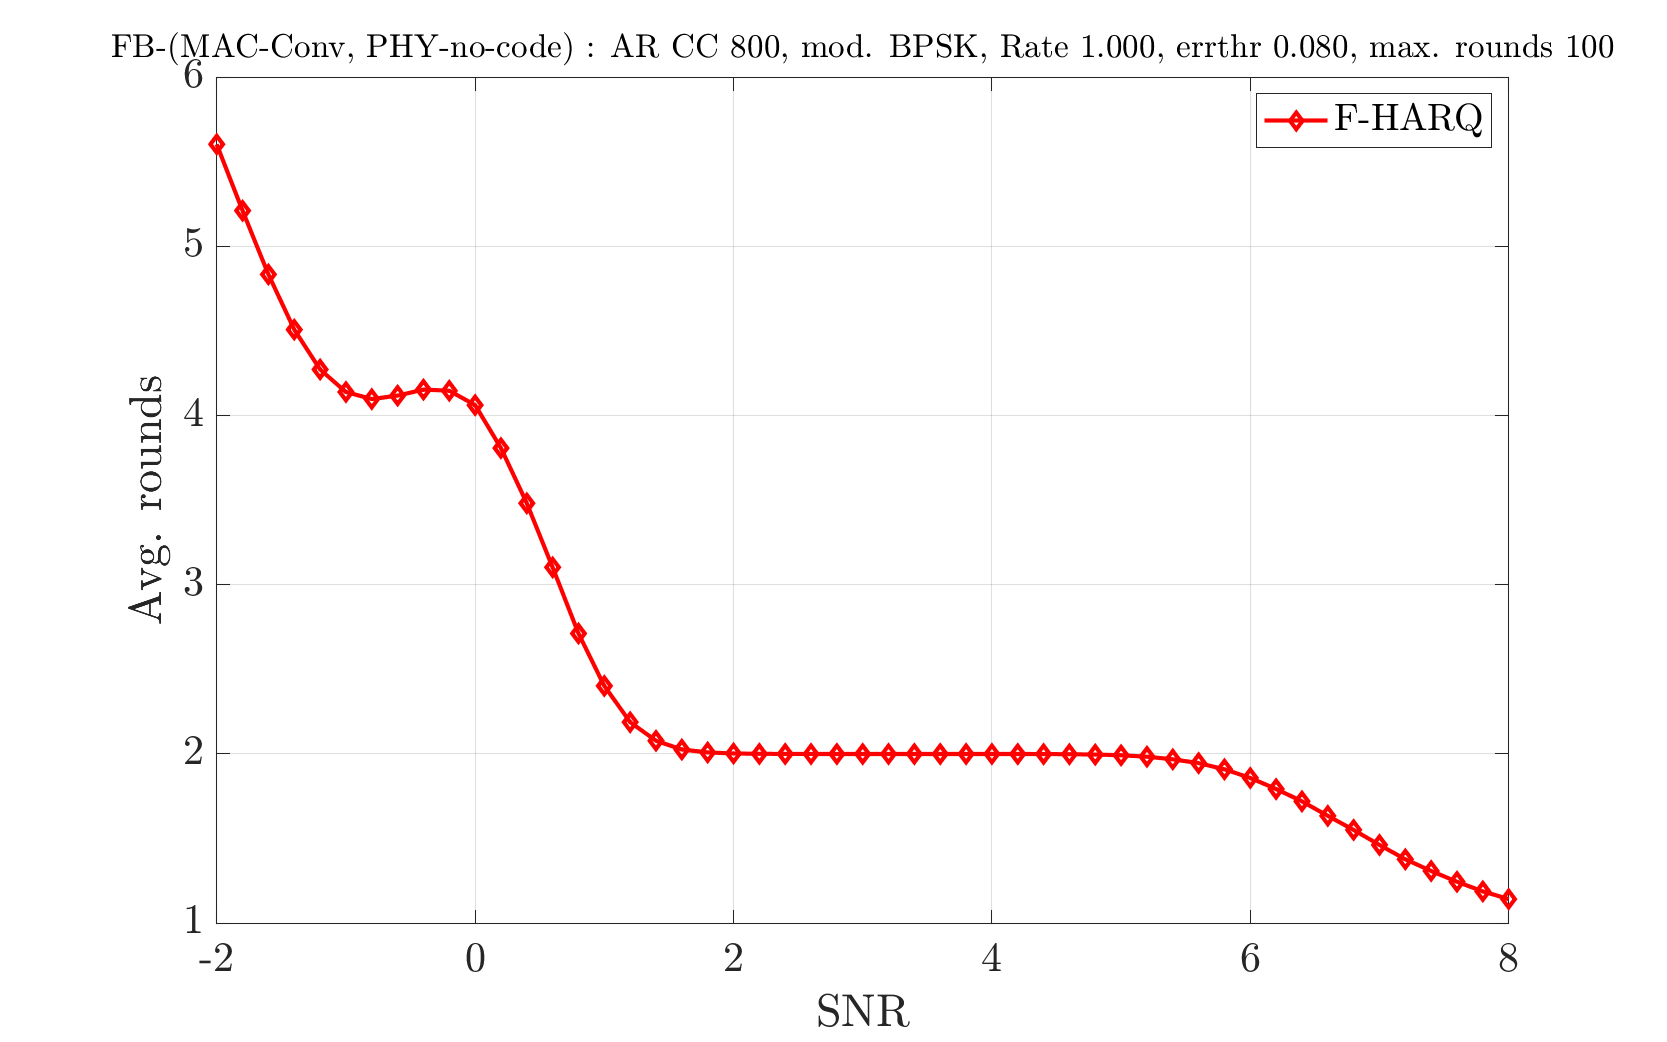 FB-(MAC-Conv, PHY-no-code) : AR CC 800, mod. BPSK, Rate 1.000, errthr 0.080, max. rounds 100
F-HARQ
6
5
4
3
2
1
Avg. rounds
-2 0 2 4 6 8
SNR